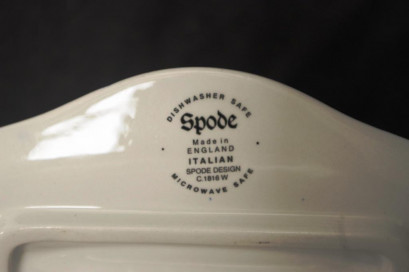 DISHWASHER SAFE
Spode
Made in
ENGLAND
ITALIAN
SPODE DESIGN
C.1816 W
MICROWAVE SAFE